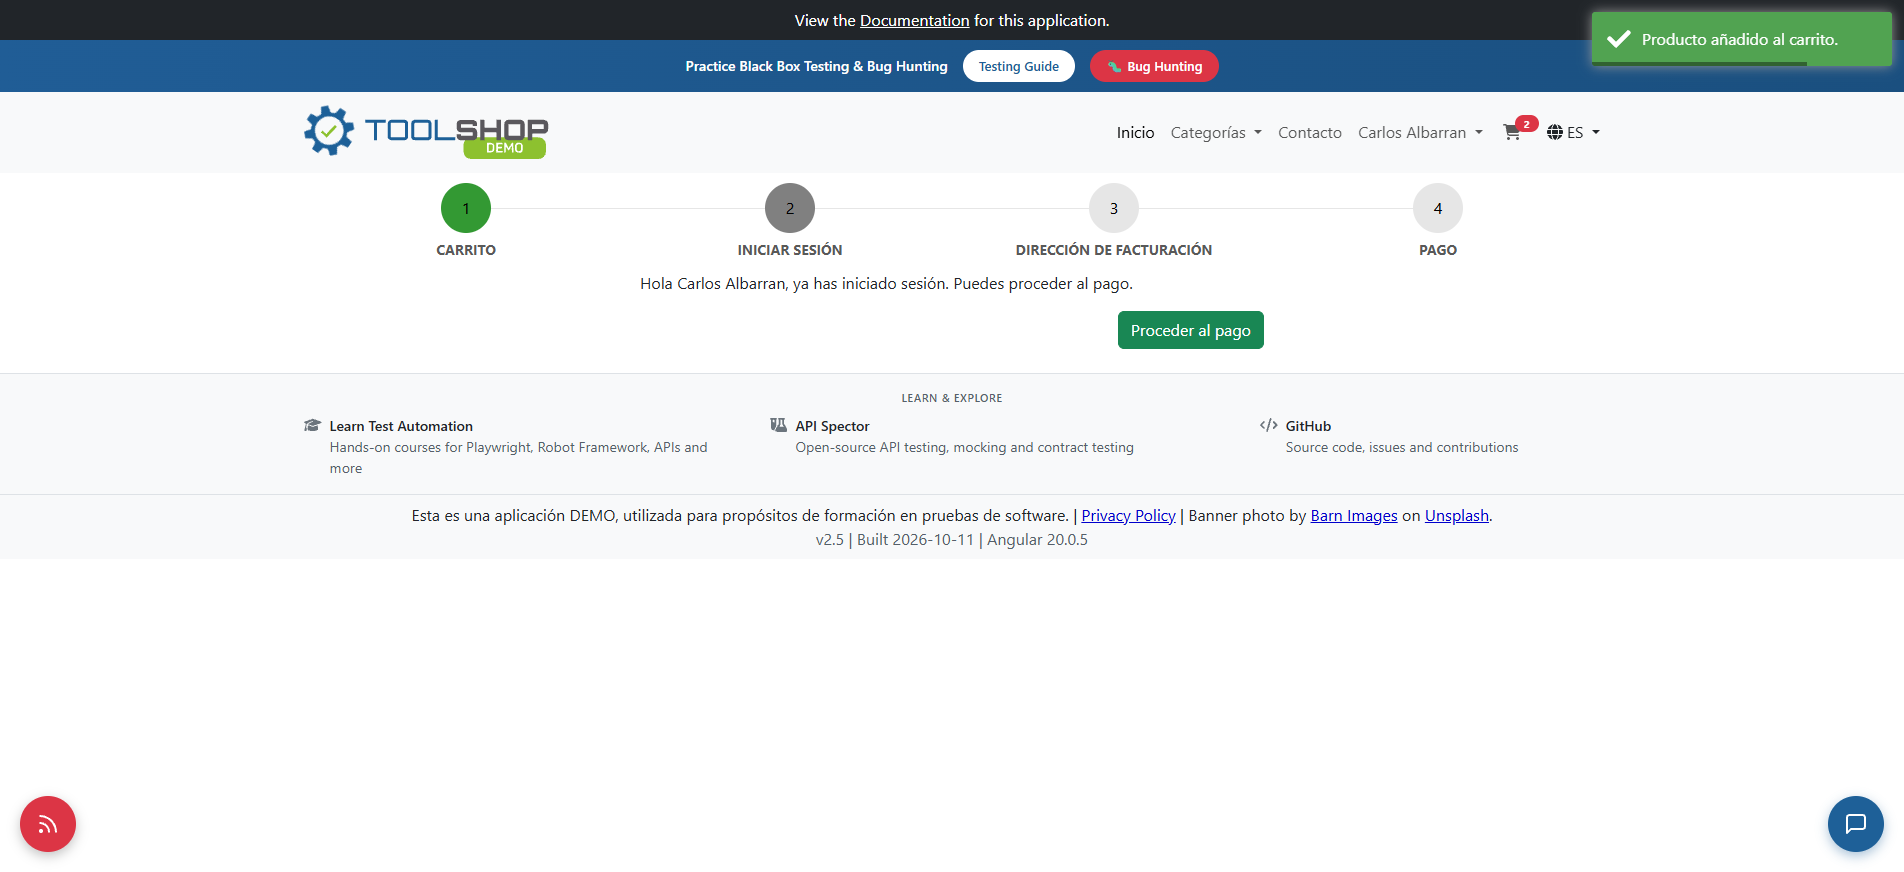 View the Documentation for this application.
Producto añadido al carrito.
Practice Black Box Testing & Bug Hunting
Testing Guide
Bug Hunting
TOOLSHOP
DEMO
Inicio
Categorías
Contacto
Carlos Albarran
2
ES
1
2
3
4
CARRITO
INICIAR SESIÓN
DIRECCIÓN DE FACTURACIÓN
PAGO
Hola Carlos Albarran, ya has iniciado sesión. Puedes proceder al pago.
Proceder al pago
LEARN & EXPLORE
Learn Test Automation
Hands-on courses for Playwright, Robot Framework, APIs and
more
API Spector
Open-source API testing, mocking and contract testing
GitHub
Source code, issues and contributions
Esta es una aplicación DEMO, utilizada para propósitos de formación en pruebas de software. | Privacy Policy | Banner photo by Barn Images on Unsplash.
v2.5 | Built 2026-10-11 | Angular 20.0.5